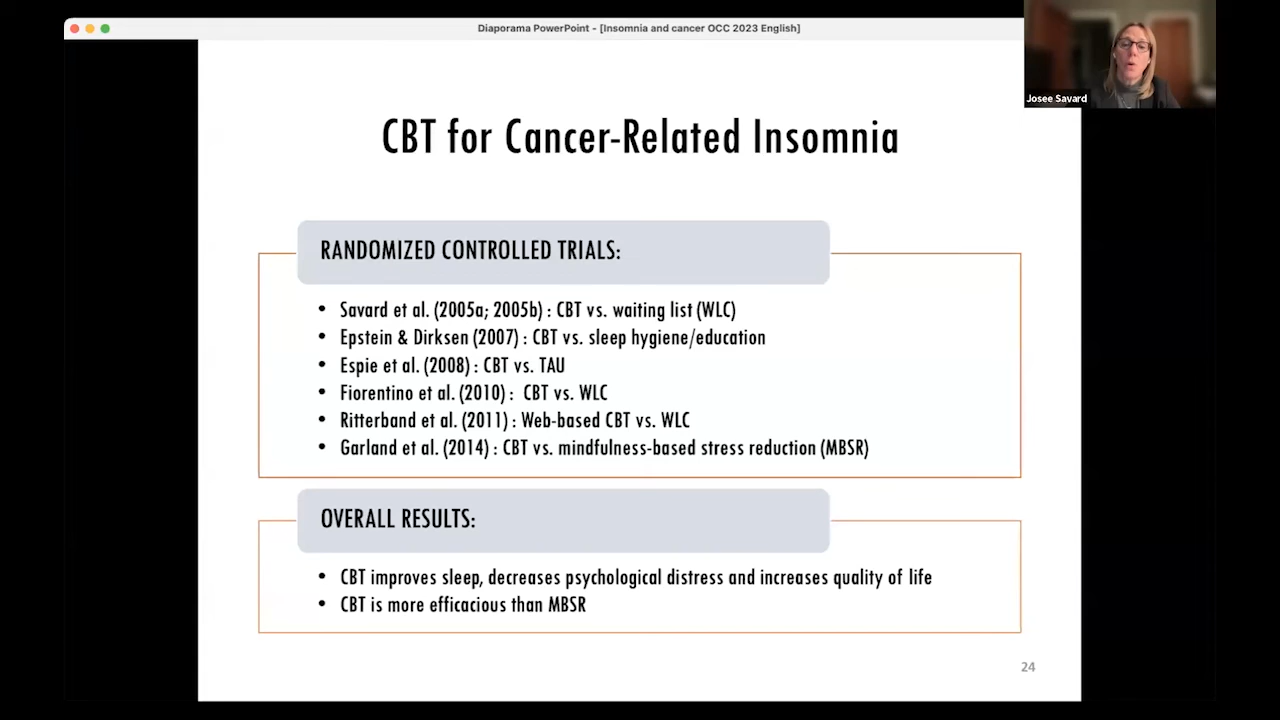 Diaporama PowerPoint - [Insomnia and cancer OCC 2023 English]
Josee Savard
CBT for Cancer-Related Insomnia
RANDOMIZED CONTROLLED TRIALS:
• Savard et al. (2005a; 2005b) : CBT vs. waiting list (WLC)
• Epstein & Dirksen (2007) : CBT vs. sleep hygiene/education
• Espie et al. (2008) : CBT vs. TAU
• Fiorentino et al. (2010) :  CBT vs. WLC
• Ritterband et al. (2011) : Web-based CBT vs. WLC
• Garland et al. (2014) : CBT vs. mindfulness-based stress reduction (MBSR)
OVERALL RESULTS:
• CBT improves sleep, decreases psychological distress and increases quality of life
• CBT is more efficacious than MBSR
24